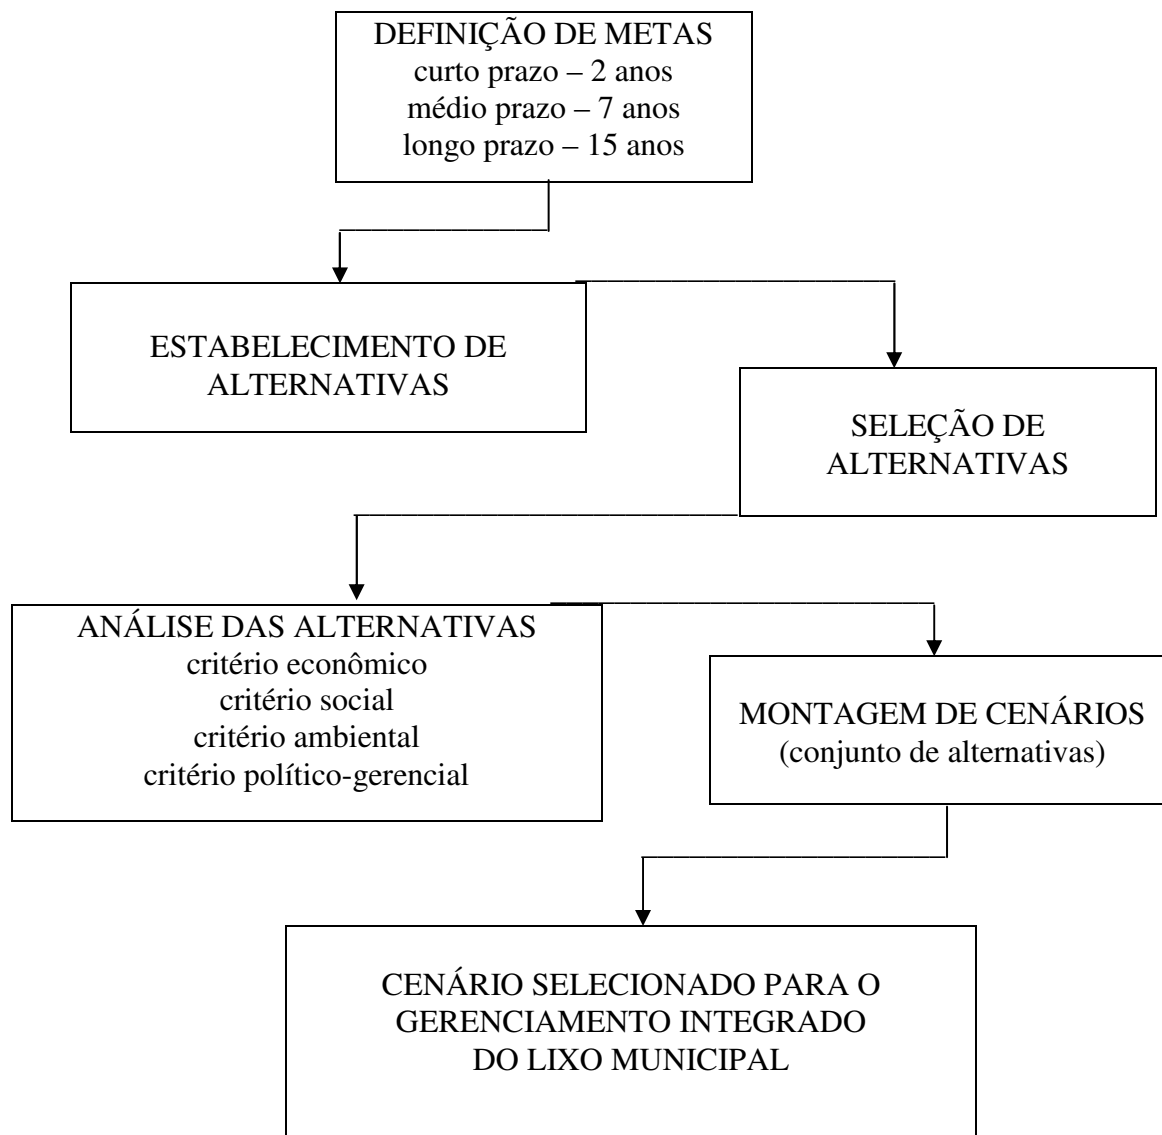 DEFINIÇÃO DE METAS
curto prazo – 2 anos
médio prazo – 7 anos
longo prazo – 15 anos
ESTABELECIMENTO DE
ALTERNATIVAS
SELEÇÃO DE
ALTERNATIVAS
ANÁLISE DAS ALTERNATIVAS
critério econômico
critério social
critério ambiental
critério político-gerencial
MONTAGEM DE CENÁRIOS
(conjunto de alternativas)
CENÁRIO SELECIONADO PARA O
GERENCIAMENTO INTEGRADO
DO LIXO MUNICIPAL